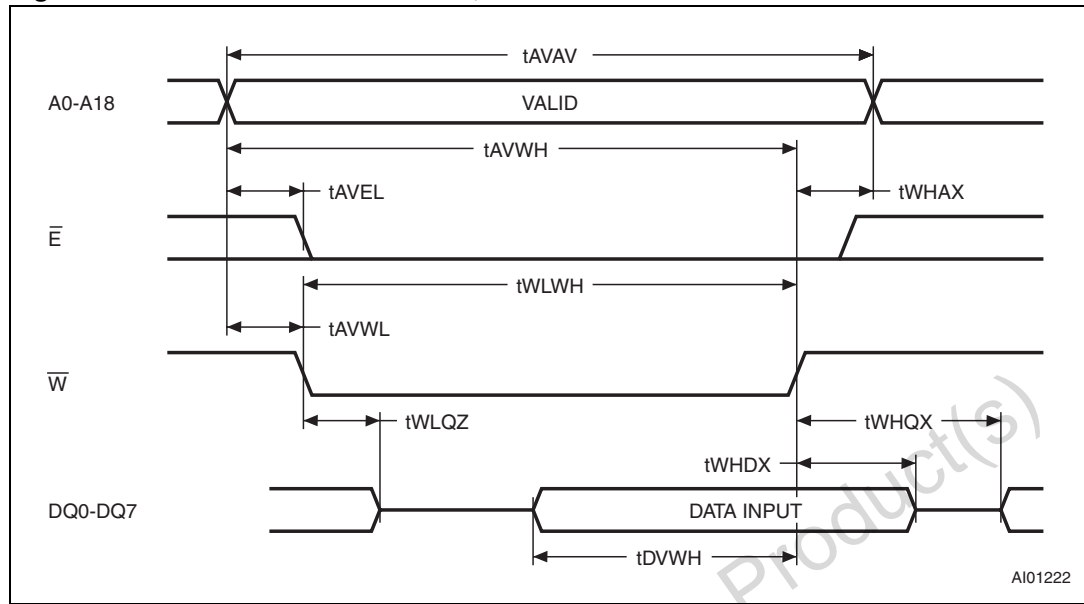 tAVAV
A0-A18
VALID
tAVWH
tAVEL
tWHAX
E̅
tWLWH
tAVWL
W̅
tWLQZ
tWHQX
tWHDX
DQ0-DQ7
DATA INPUT
tDVWH
Product(s)
AI01222